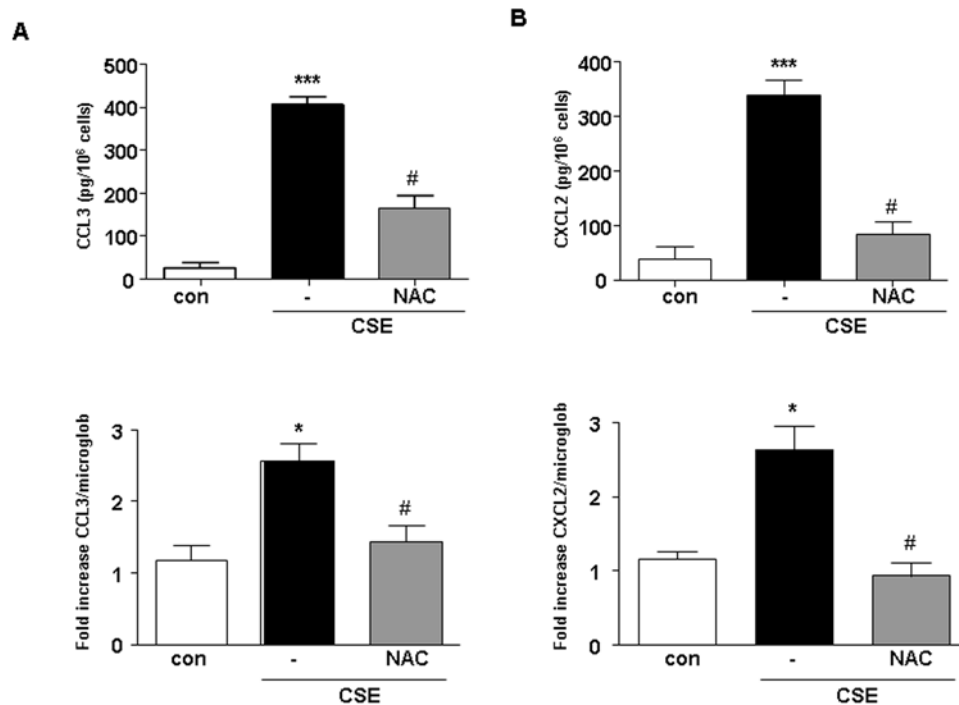 A
CCL3 (pg/10⁶ cells)
500
400
300
200
100
0
***
#
con
-
NAC
CSE
B
CXCL2 (pg/10⁶ cells)
400
300
200
100
0
***
#
con
-
NAC
CSE
Fold increase CCL3/microglob
3
2
1
0
*
#
con
-
NAC
CSE
Fold increase CXCL2/microglob
3
2
1
0
*
#
con
-
NAC
CSE